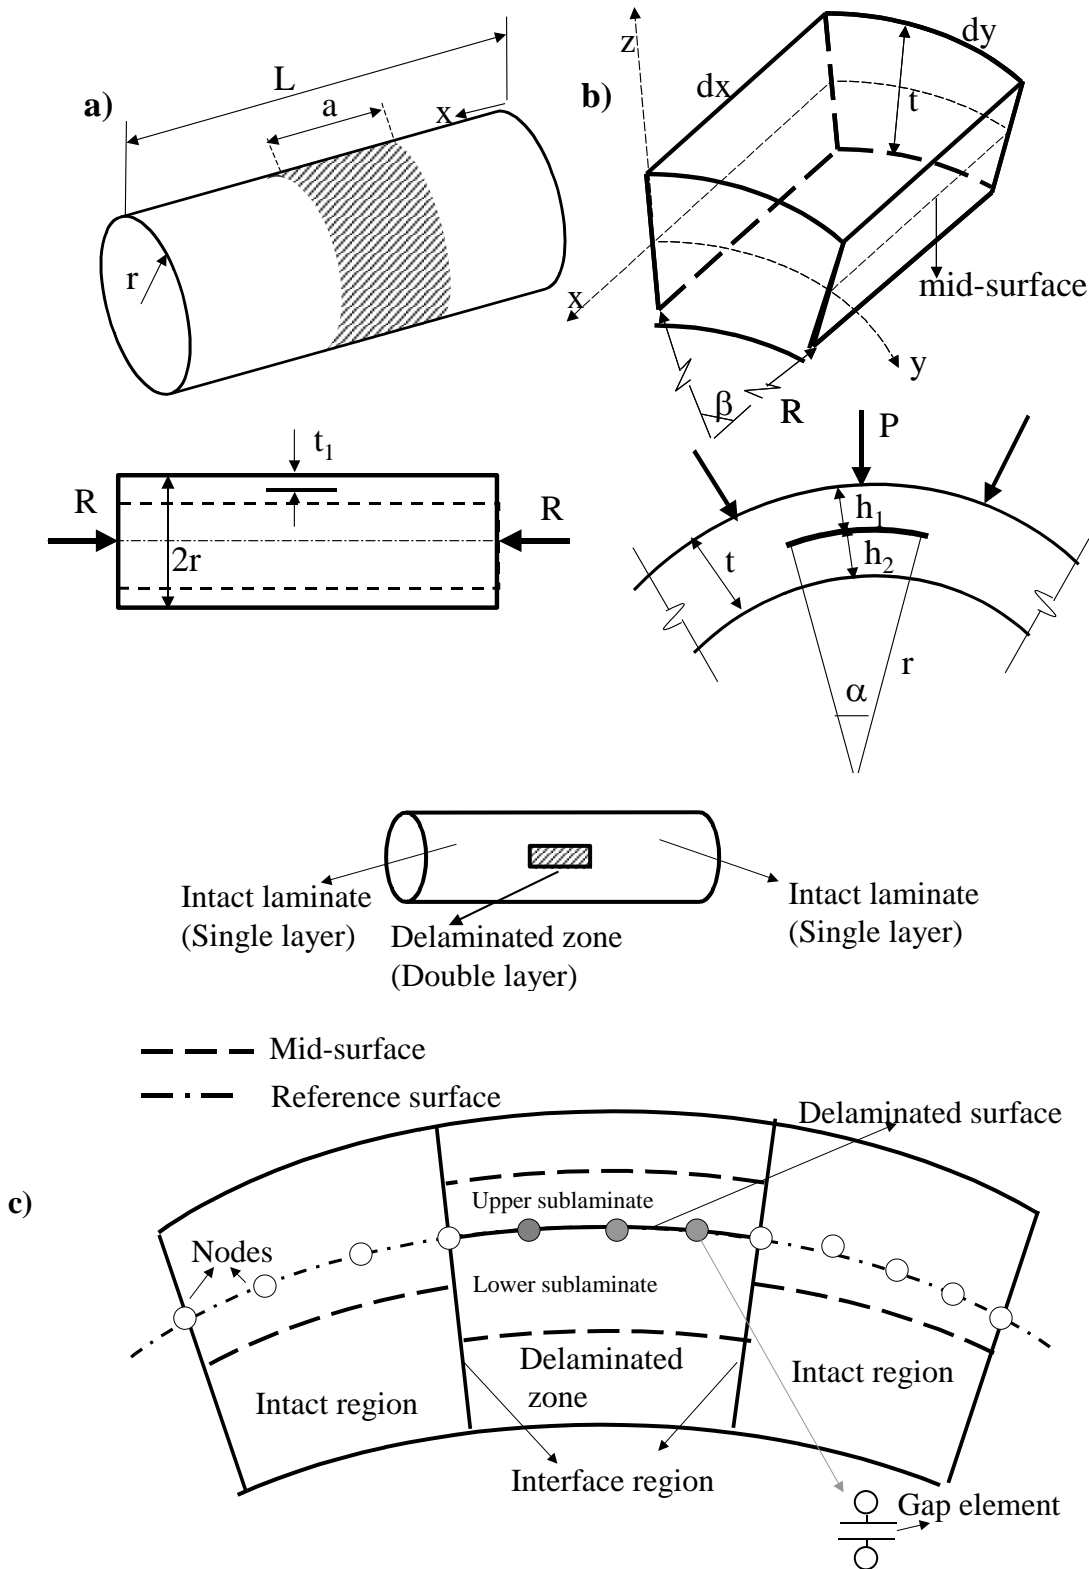 a)
L
a
x
r
b)
z
dy
dx
t
mid-surface
x
y
β
R
t1
R
R
2r
P
h1
h2
t
r
α
Intact laminate
(Single layer)
Delaminated zone
(Double layer)
Intact laminate
(Single layer)
Mid-surface
Reference surface
Delaminated surface
c)
Upper sublaminate
Nodes
Lower sublaminate
Delaminated
zone
Intact region
Intact region
Interface region
Gap element